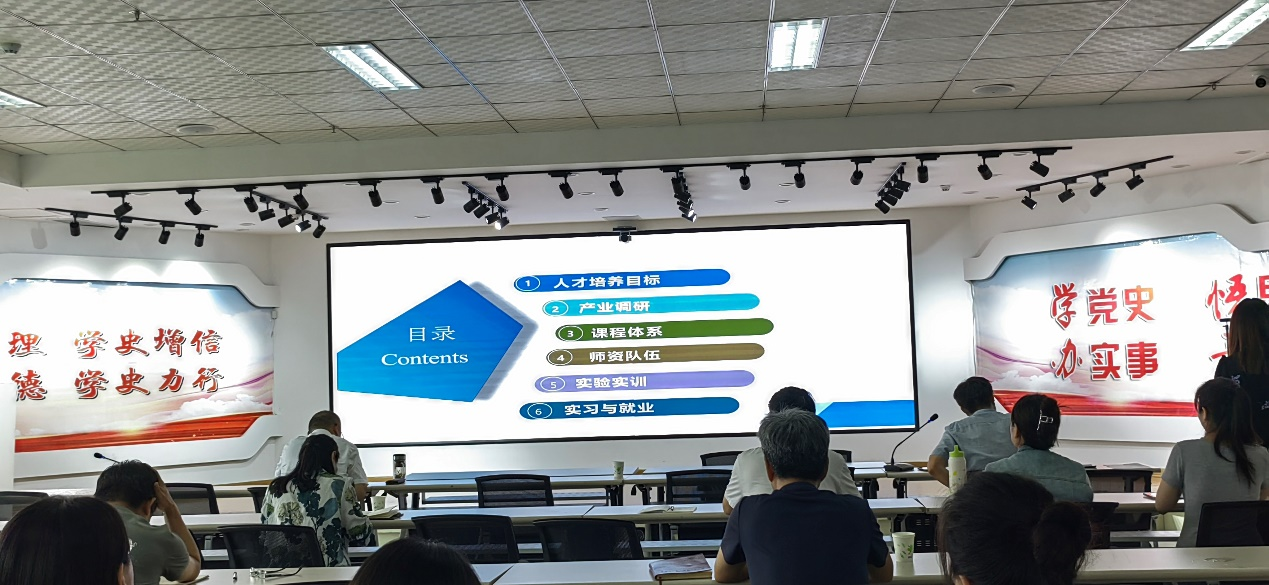 理 学史增信
德 学史力行
目录
Contents
1 人才培养目标
2 产业调研
3 课程体系
4 师资队伍
5 实验实训
6 实习与就业
学党史 悟
办实事